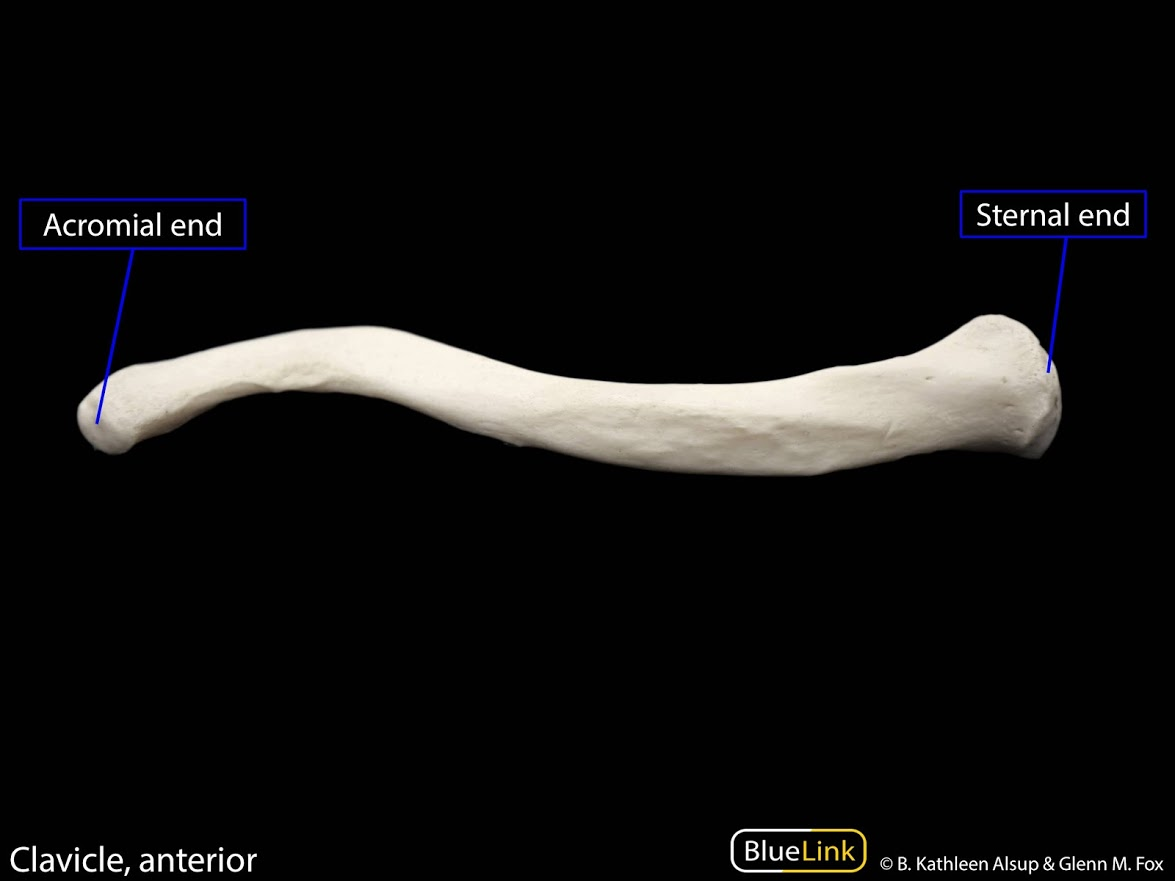 Acromial end
Sternal end
Clavicle, anterior
BlueLink
© B. Kathleen Alsup & Glenn M. Fox